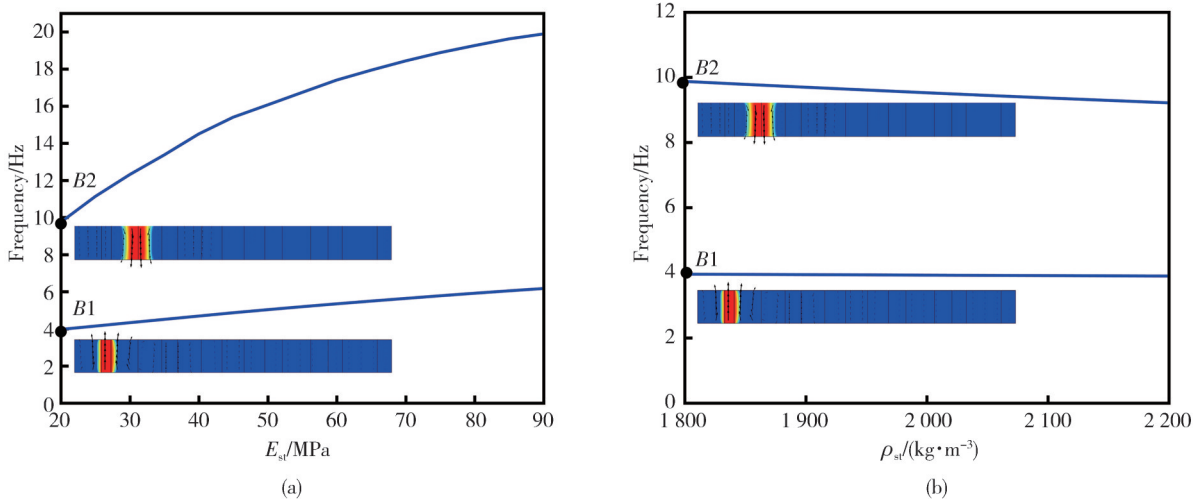 20
18
16
14
12
10
8
6
4
2
0
Frequency/Hz
B2
B1
20 30 40 50 60 70 80 90
E_st/MPa
(a)
12
10
8
6
4
2
0
Frequency/Hz
B2
B1
1 800 1 900 2 000 2 100 2 200
ρ_st/(kg·m⁻³)
(b)